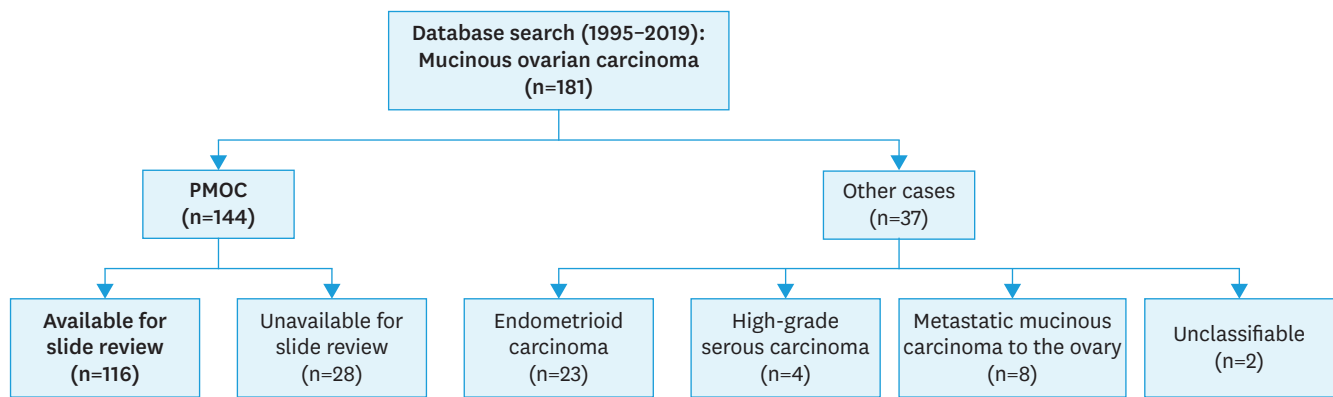 Database search (1995–2019):
Mucinous ovarian carcinoma
(n=181)
PMOC
(n=144)
Other cases
(n=37)
Available for
slide review
(n=116)
Unavailable for
slide review
(n=28)
Endometrioid
carcinoma
(n=23)
High-grade
serous carcinoma
(n=4)
Metastatic mucinous
carcinoma to the ovary
(n=8)
Unclassifiable
(n=2)